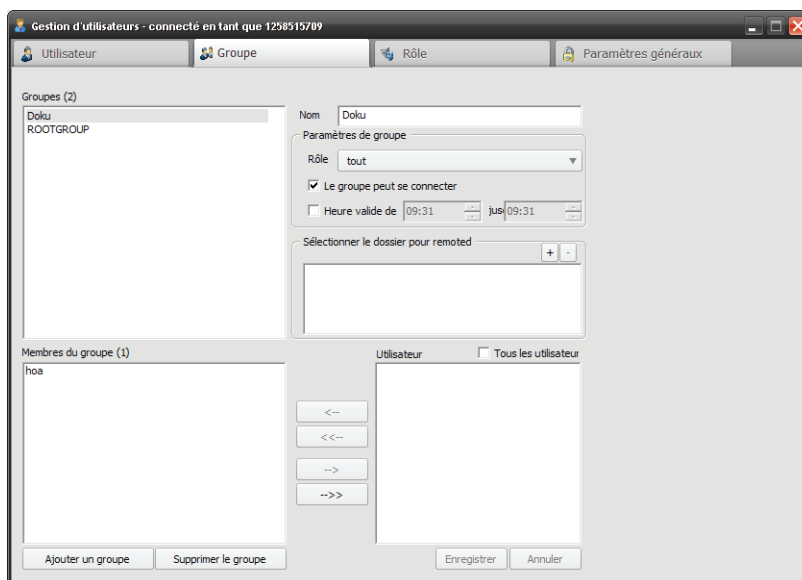 Gestion d'utilisateurs - connecté en tant que 1258515709
Utilisateur
Groupe
Rôle
Paramètres généraux
Groupes (2)
Doku
ROOTGROUP
Nom
Doku
Paramètres de groupe
Rôle
tout
Le groupe peut se connecter
Heure valide de
09:31
jus
09:31
Sélectionner le dossier pour remoted
+
-
Membres du groupe (1)
hoa
Utilisateur
Tous les utilisateur
<--
<<--
-->
-->>
Ajouter un groupe
Supprimer le groupe
Enregistrer
Annuler